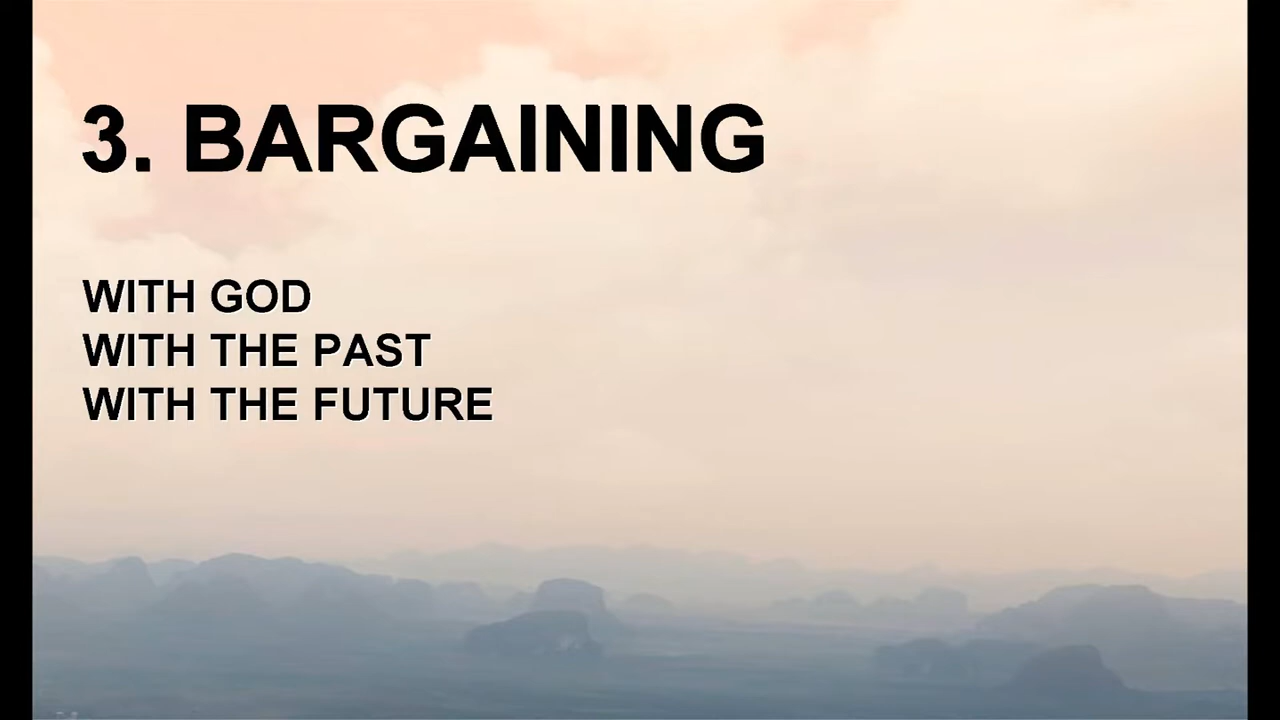 3. BARGAINING
WITH GOD
WITH THE PAST
WITH THE FUTURE